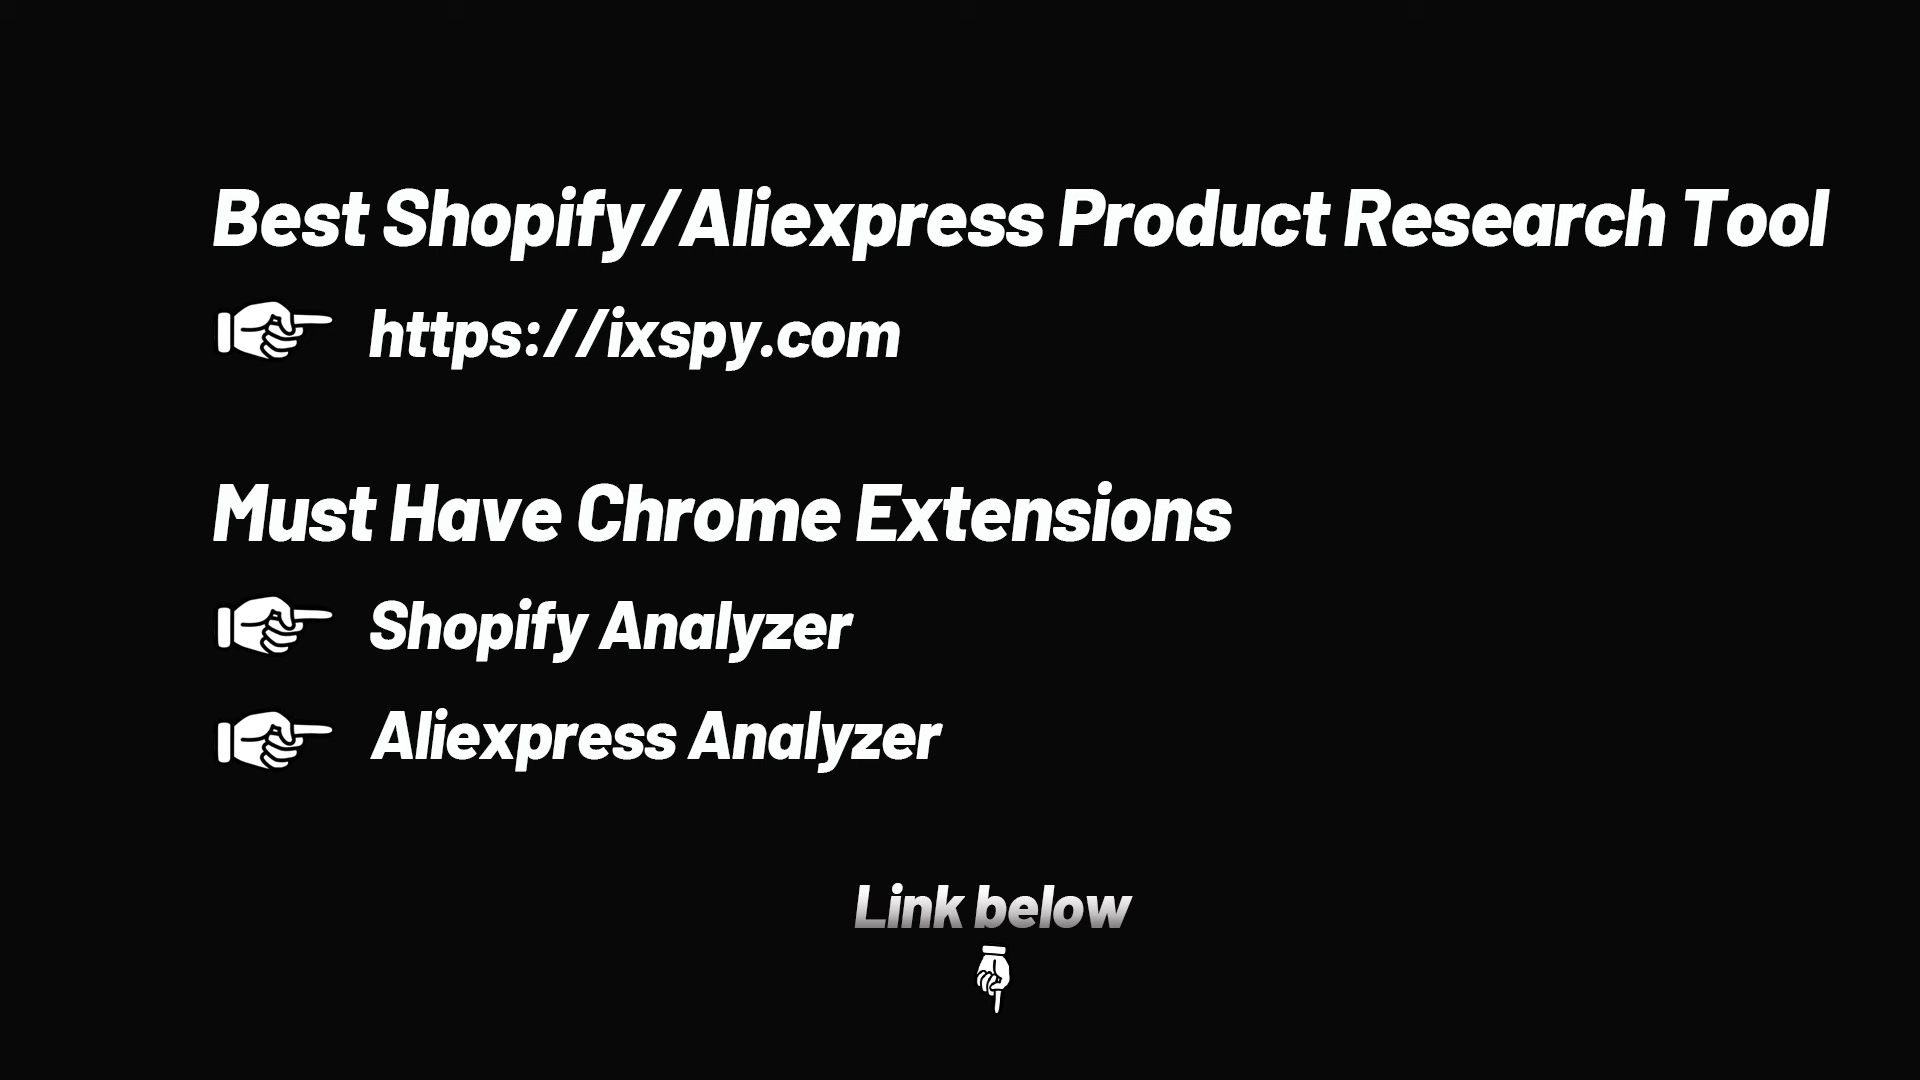 Best Shopify/Aliexpress Product Research Tool
https://ixspy.com
Must Have Chrome Extensions
Shopify Analyzer
Aliexpress Analyzer
Link below